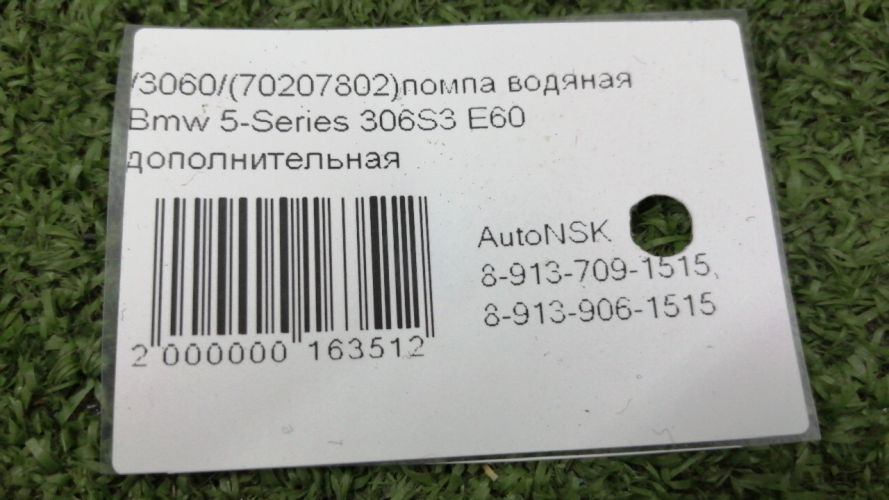 /3060/(70207802)помпа водяная
Bmw 5-Series 306S3 E60
дополнительная
AutoNSK
8-913-709-1515,
8-913-906-1515
2 000000 163512